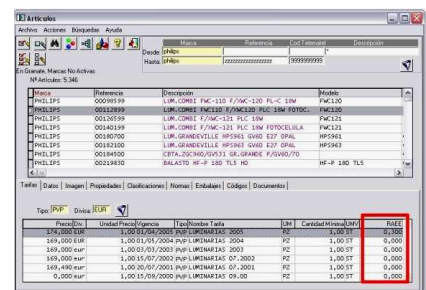 Artículos
Archivo Acciones Búsquedas Ayuda
Marca Referencia Cod.Telematel Descripción
Desde: philips *
Hasta: philips zzzzzzzzzzzzzzzzzz 9999999999
En Granate, Marcas No Activas
Nº Artículos: 5.346
Marca Referencia Descripción Modelo
PHILIPS 00098599 LUM.COMBI FWC-110 F/XWC-120 PL-C 18W FWC120
PHILIPS 00112899 LUM.COMBI FWC110 F/XWC120 PLC 18W FOTOC. FWC120
PHILIPS 00126599 LUM.COMBI F/XWC-121 PLC 18W FWC121
PHILIPS 00140199 LUM.COMBI F/XWC-121 PLC 18W FOTOCELULA FWC121
PHILIPS 00180700 LUM.GRANDEVILLE HPS961 GV60 E27 OPAL HPS961
PHILIPS 00182100 LUM.GRANDEVILLE HPS963 GV60 E27 OPAL HPS963
PHILIPS 00184500 CBTA.ZGC360/GV531 GR.GRANDE P/GV60/70
PHILIPS 00219830 BALASTO HF-P 180 TL5 HO HF-P 180 TL5
Tarifas Datos Imagen Propiedades Clasificaciones Normas Embalajes Códigos Documentos
Tipo: PVP Divisa: EUR
Precio Div. Unidad Precio Vigencia Tipo Nombre Tarifa UM Cantidad Mínima UMV RAEE
174,000 EUR 1,00 01/04/2005 PVP LUMINARIAS 2005 PZ 1,00 ST 0,300
169,000 EUR 1,00 01/05/2004 PVP LUMINARIAS 2004 PZ 1,00 ST 0,000
169,000 eur 1,00 03/03/2003 PVP LUMINARIAS 2003 PZ 1,00 ST 0,000
169,000 eur 1,00 15/07/2002 PVP LUMINARIAS 07.2002 PZ 1,00 ST 0,000
169,490 eur 1,00 20/07/2001 PVP LUMINARIAS 07.2001 PZ 1,00 ST 0,000
0,000 EUR 1,00 15/09/2000 PVP LUMINARIAS 09.00 PZ 1,00 ST 0,000